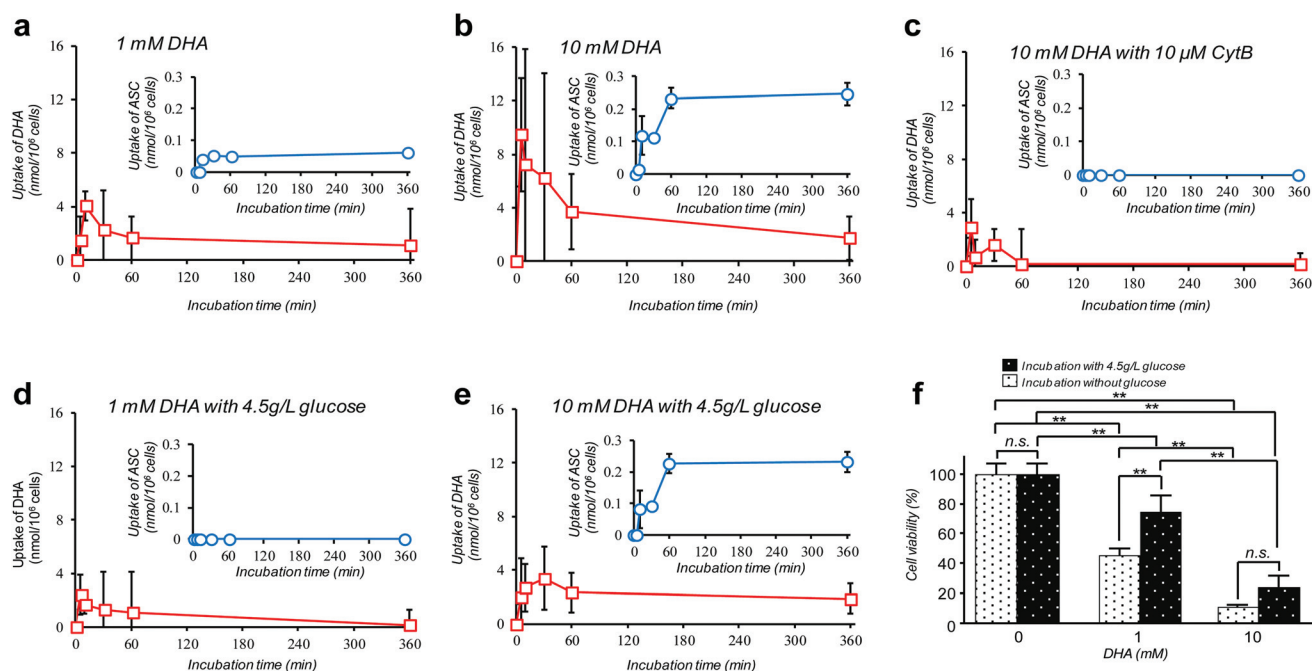 a
1 mM DHA
Uptake of DHA
(nmol/10⁶ cells)
16
12
8
4
0
0 60 120 180 240 300 360
Incubation time (min)
Uptake of ASC
(nmol/10⁶ cells)
0.3
0.2
0.1
0
0 60 120 180 240 300 360
Incubation time (min)
b
10 mM DHA
Uptake of DHA
(nmol/10⁶ cells)
16
12
8
4
0
0 60 120 180 240 300 360
Incubation time (min)
Uptake of ASC
(nmol/10⁶ cells)
0.3
0.2
0.1
0
0 60 120 180 240 300 360
Incubation time (min)
c
10 mM DHA with 10 µM CytB
Uptake of DHA
(nmol/10⁶ cells)
16
12
8
4
0
0 60 120 180 240 300 360
Incubation time (min)
Uptake of ASC
(nmol/10⁶ cells)
0.3
0.2
0.1
0
0 60 120 180 240 300 360
Incubation time (min)
d
1 mM DHA with 4.5g/L glucose
Uptake of DHA
(nmol/10⁶ cells)
16
12
8
4
0
0 60 120 180 240 300 360
Incubation time (min)
Uptake of ASC
(nmol/10⁶ cells)
0.3
0.2
0.1
0
0 60 120 180 240 300 360
Incubation time (min)
e
10 mM DHA with 4.5g/L glucose
Uptake of DHA
(nmol/10⁶ cells)
16
12
8
4
0
0 60 120 180 240 300 360
Incubation time (min)
Uptake of ASC
(nmol/10⁶ cells)
0.3
0.2
0.1
0
0 60 120 180 240 300 360
Incubation time (min)
f
Incubation with 4.5g/L glucose
Incubation without glucose
**
**
**
**
**
**
**
n.s.
n.s.
Cell viability (%)
100
80
60
40
20
0
0 1 10
DHA (mM)